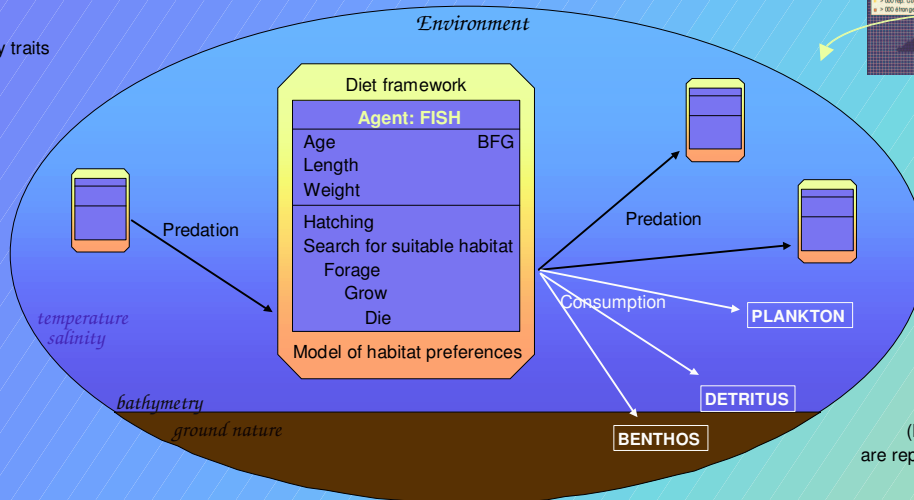 Environment
y traits
Diet framework
Agent: FISH
Age BFG
Length
Weight
Hatching
Search for suitable habitat
Forage
Grow
Die
Model of habitat preferences
Predation
Predation
Consumption
PLANKTON
DETRITUS
BENTHOS
temperature
salinity
bathymetry
ground nature
are rep